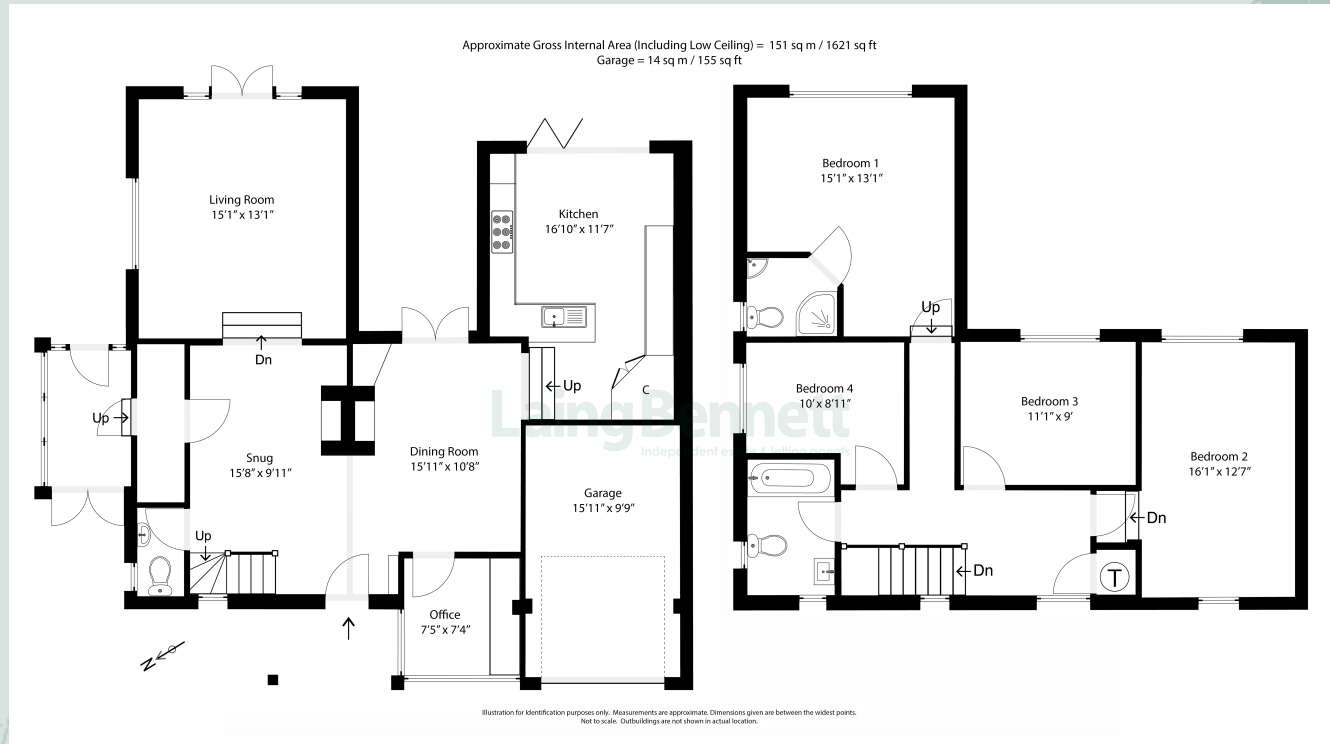 Approximate Gross Internal Area (Including Low Ceiling) = 151 sq m / 1621 sq ft
Garage = 14 sq m / 155 sq ft
Living Room
15'1" x 13'1"
Kitchen
16'10" x 11'7"
Dn
Up
Up
C
Snug
15'8" x 9'11"
Dining Room
15'11" x 10'8"
Garage
15'11" x 9'9"
Up
Office
7'5" x 7'4"
N
Bedroom 1
15'1" x 13'1"
Up
Bedroom 4
10' x 8'11"
Bedroom 3
11'1" x 9'
Bedroom 2
16'1" x 12'7"
Dn
Dn
T
LaingBennett
Independent estate & letting agents
Illustration for Identification purposes only. Measurements are approximate. Dimensions given are between the widest points.
Not to scale. Outbuildings are not shown in actual location.